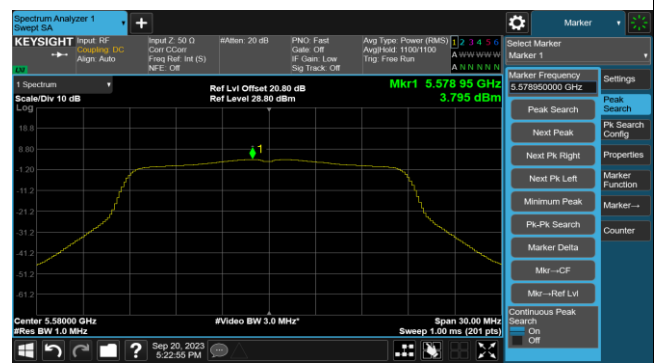 Spectrum Analyzer 1
Swept SA
+
Marker
KEYSIGHT
Input: RF
Coupling: DC
Align: Auto
Input Z: 50 Ω
Corr CCorr
Freq Ref: Int (S)
NFE: Off
#Atten: 20 dB
PNO: Fast
Gate: Off
IF Gain: Low
Sig Track: Off
Avg Type: Power (RMS)
Avg|Hold: 1100/1100
Trig: Free Run
1 2 3 4 5 6
A W W W W W
A N N N N N
Select Marker
Marker 1
1 Spectrum
Scale/Div 10 dB
Log
Ref Lvl Offset 20.80 dB
Ref Level 28.80 dBm
Mkr1 5.578 95 GHz
3.795 dBm
18.8
8.80
-1.20
-11.2
-21.2
-31.2
-41.2
-51.2
-61.2
1
Center 5.58000 GHz
#Res BW 1.0 MHz
#Video BW 3.0 MHz*
Span 30.00 MHz
Sweep 1.00 ms (201 pts)
Marker Frequency
5.578950000 GHz
Peak Search
Next Peak
Next Pk Right
Next Pk Left
Minimum Peak
Pk-Pk Search
Marker Delta
Mkr→CF
Mkr→Ref Lvl
Continuous Peak
Search
On
Off
Settings
Peak
Search
Pk Search
Config
Properties
Marker
Function
Marker→
Counter
?
Sep 20, 2023
5:22:55 PM